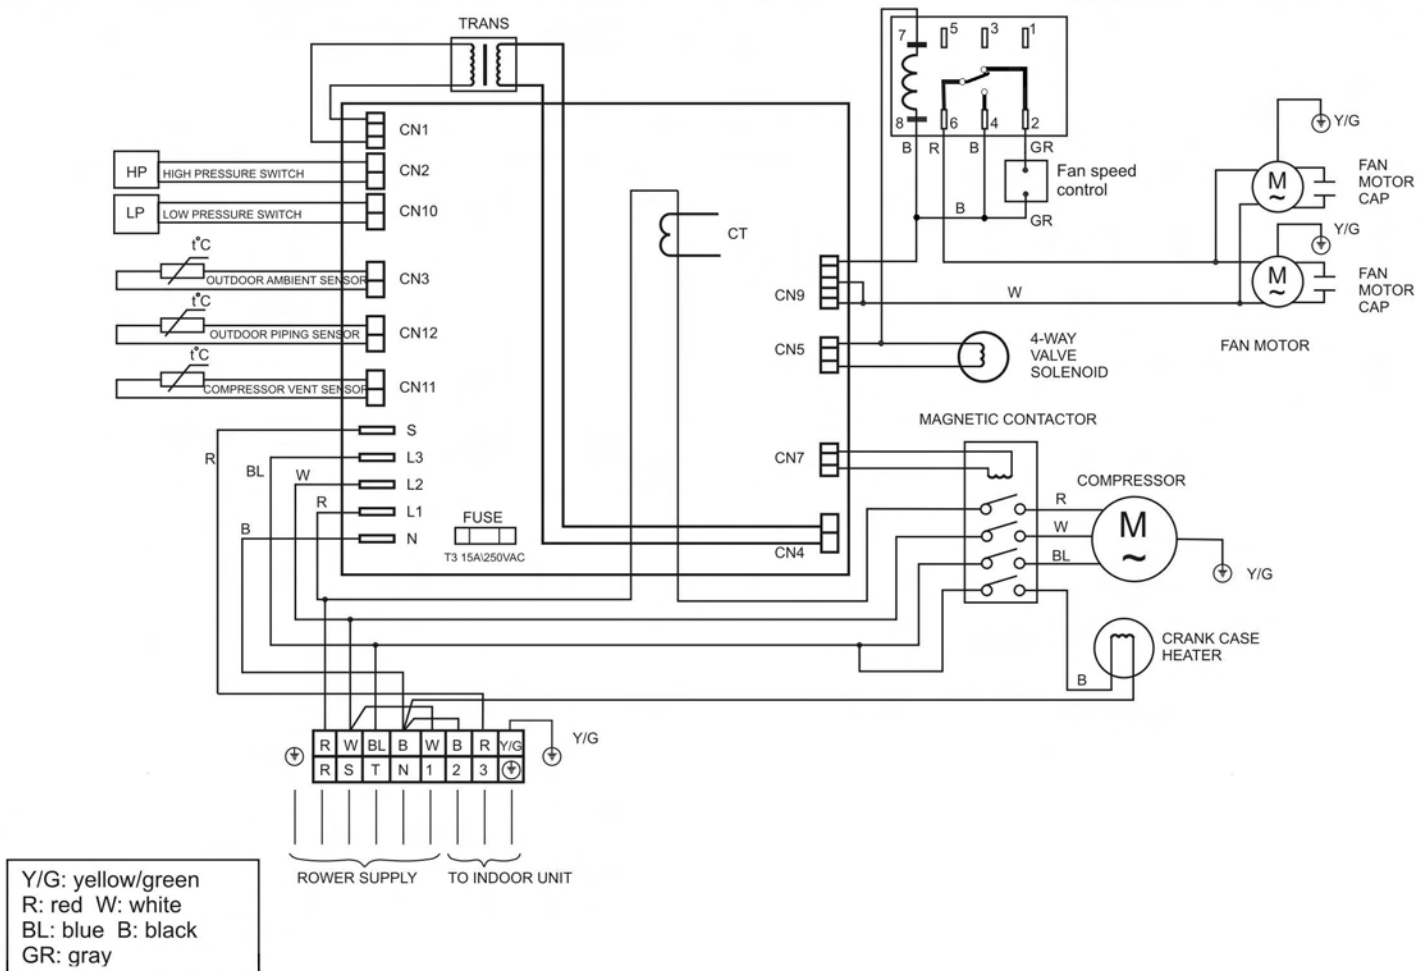 TRANS
7
5
3
1
8
6
4
2
B
R
B
GR
Fan speed
control
B
GR
Y/G
M
~
FAN
MOTOR
CAP
Y/G
M
~
FAN
MOTOR
CAP
FAN MOTOR
CN1
HP
HIGH PRESSURE SWITCH
CN2
LP
LOW PRESSURE SWITCH
CN10
t°C
OUTDOOR AMBIENT SENSOR
CN3
t°C
OUTDOOR PIPING SENSOR
CN12
t°C
COMPRESSOR VENT SENSOR
CN11
CT
CN9
W
CN5
4-WAY
VALVE
SOLENOID
MAGNETIC CONTACTOR
CN7
CN4
R
S
BL
L3
W
L2
R
L1
B
N
FUSE
T3 15A\250VAC
COMPRESSOR
R
W
BL
M
~
Y/G
CRANK CASE
HEATER
B
Y/G
R W BL B W B R Y/G
R S T N 1 2 3
ROWER SUPPLY
TO INDOOR UNIT
Y/G: yellow/green
R: red W: white
BL: blue B: black
GR: gray